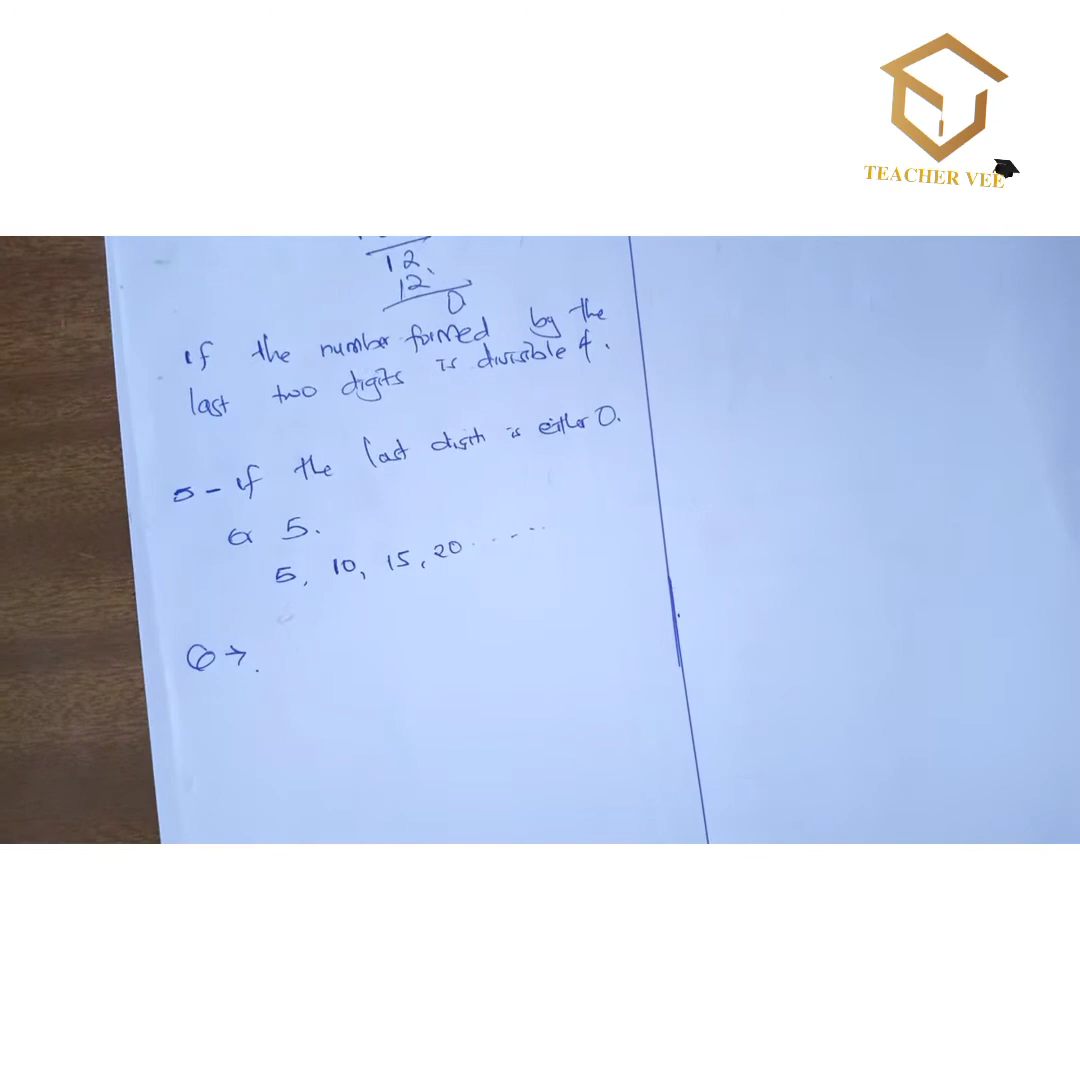 TEACHER VEE
12.
12
0
If the number formed by the
last two digits is divisible 4.
5 - If the last digit is either 0.
or 5.
5, 10, 15, 20 ......
6 →.